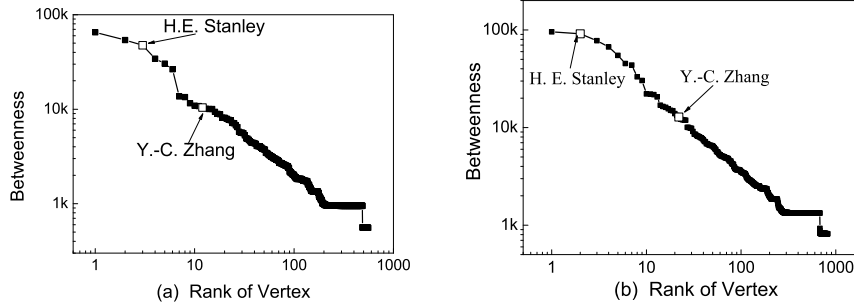 100k
10k
1k
Betweenness
H.E. Stanley
Y.-C. Zhang
1
10
100
1000
(a) Rank of Vertex
100k
10k
1k
Betweenness
H. E. Stanley
Y.-C. Zhang
1
10
100
1000
(b) Rank of Vertex